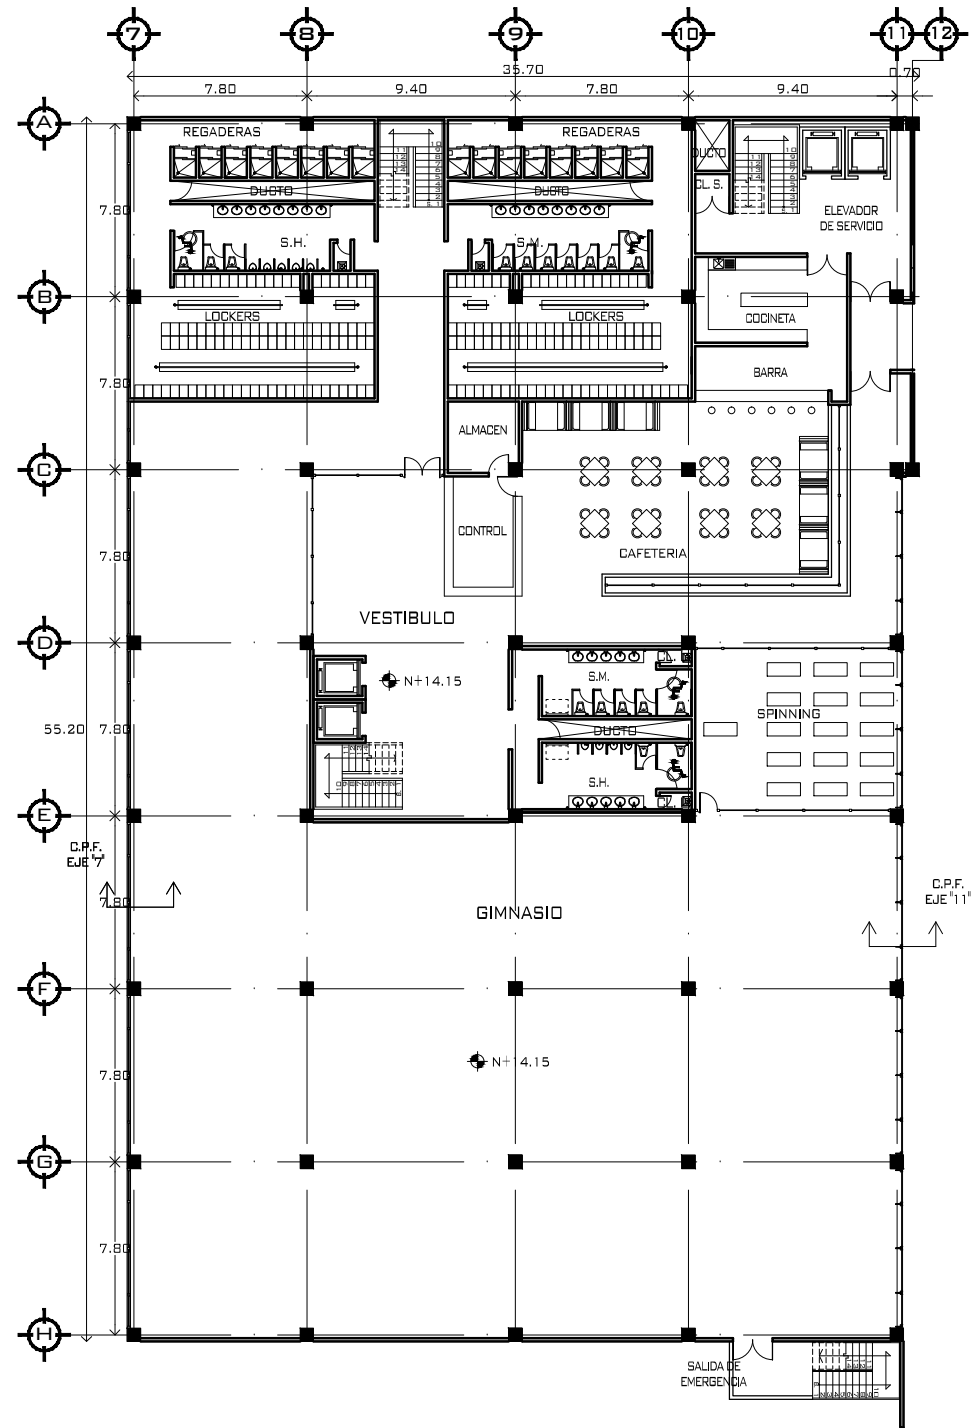 7 8 9 10 11 12
35.70 0.70
7.80 9.40 7.80 9.40
A
REGADERAS REGADERAS
DUCTO
DUCTO DUCTO
CL. S.
7.80
ELEVADOR
DE SERVICIO
S.H. S.M.
B
LOCKERS LOCKERS
COCINETA
BARRA
7.80
ALMACEN
C
CONTROL
7.80
CAFETERIA
VESTIBULO
D
CL.
S.M.
N+14.15
SPINNING
55.20 7.80
DUCTO
S.H.
CL.
E
C.P.F.
EJE "7"
C.P.F.
EJE "11"
7.80
GIMNASIO
F
N+14.15
7.80
G
7.80
H
SALIDA DE
EMERGENCIA